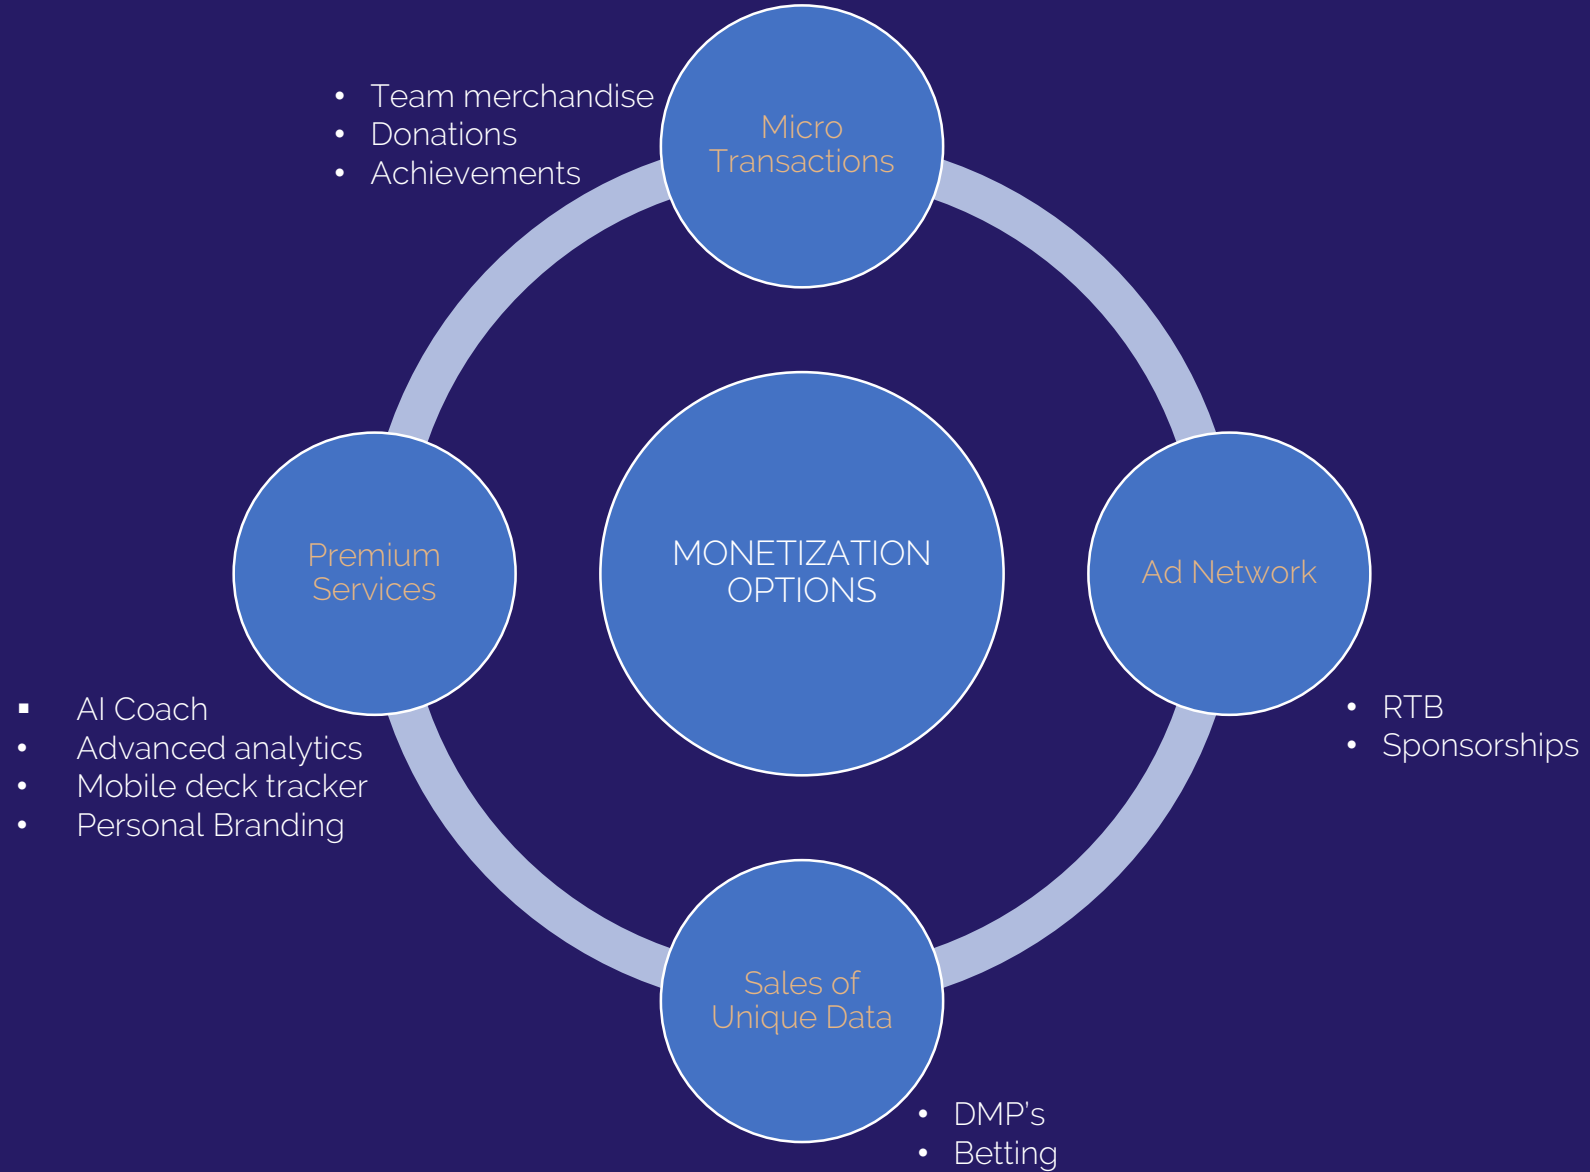 • Team merchandise
• Donations
• Achievements
Micro
Transactions
Premium
Services
MONETIZATION
OPTIONS
Ad Network
▪ AI Coach
• Advanced analytics
• Mobile deck tracker
• Personal Branding
• RTB
• Sponsorships
Sales of
Unique Data
• DMP's
• Betting